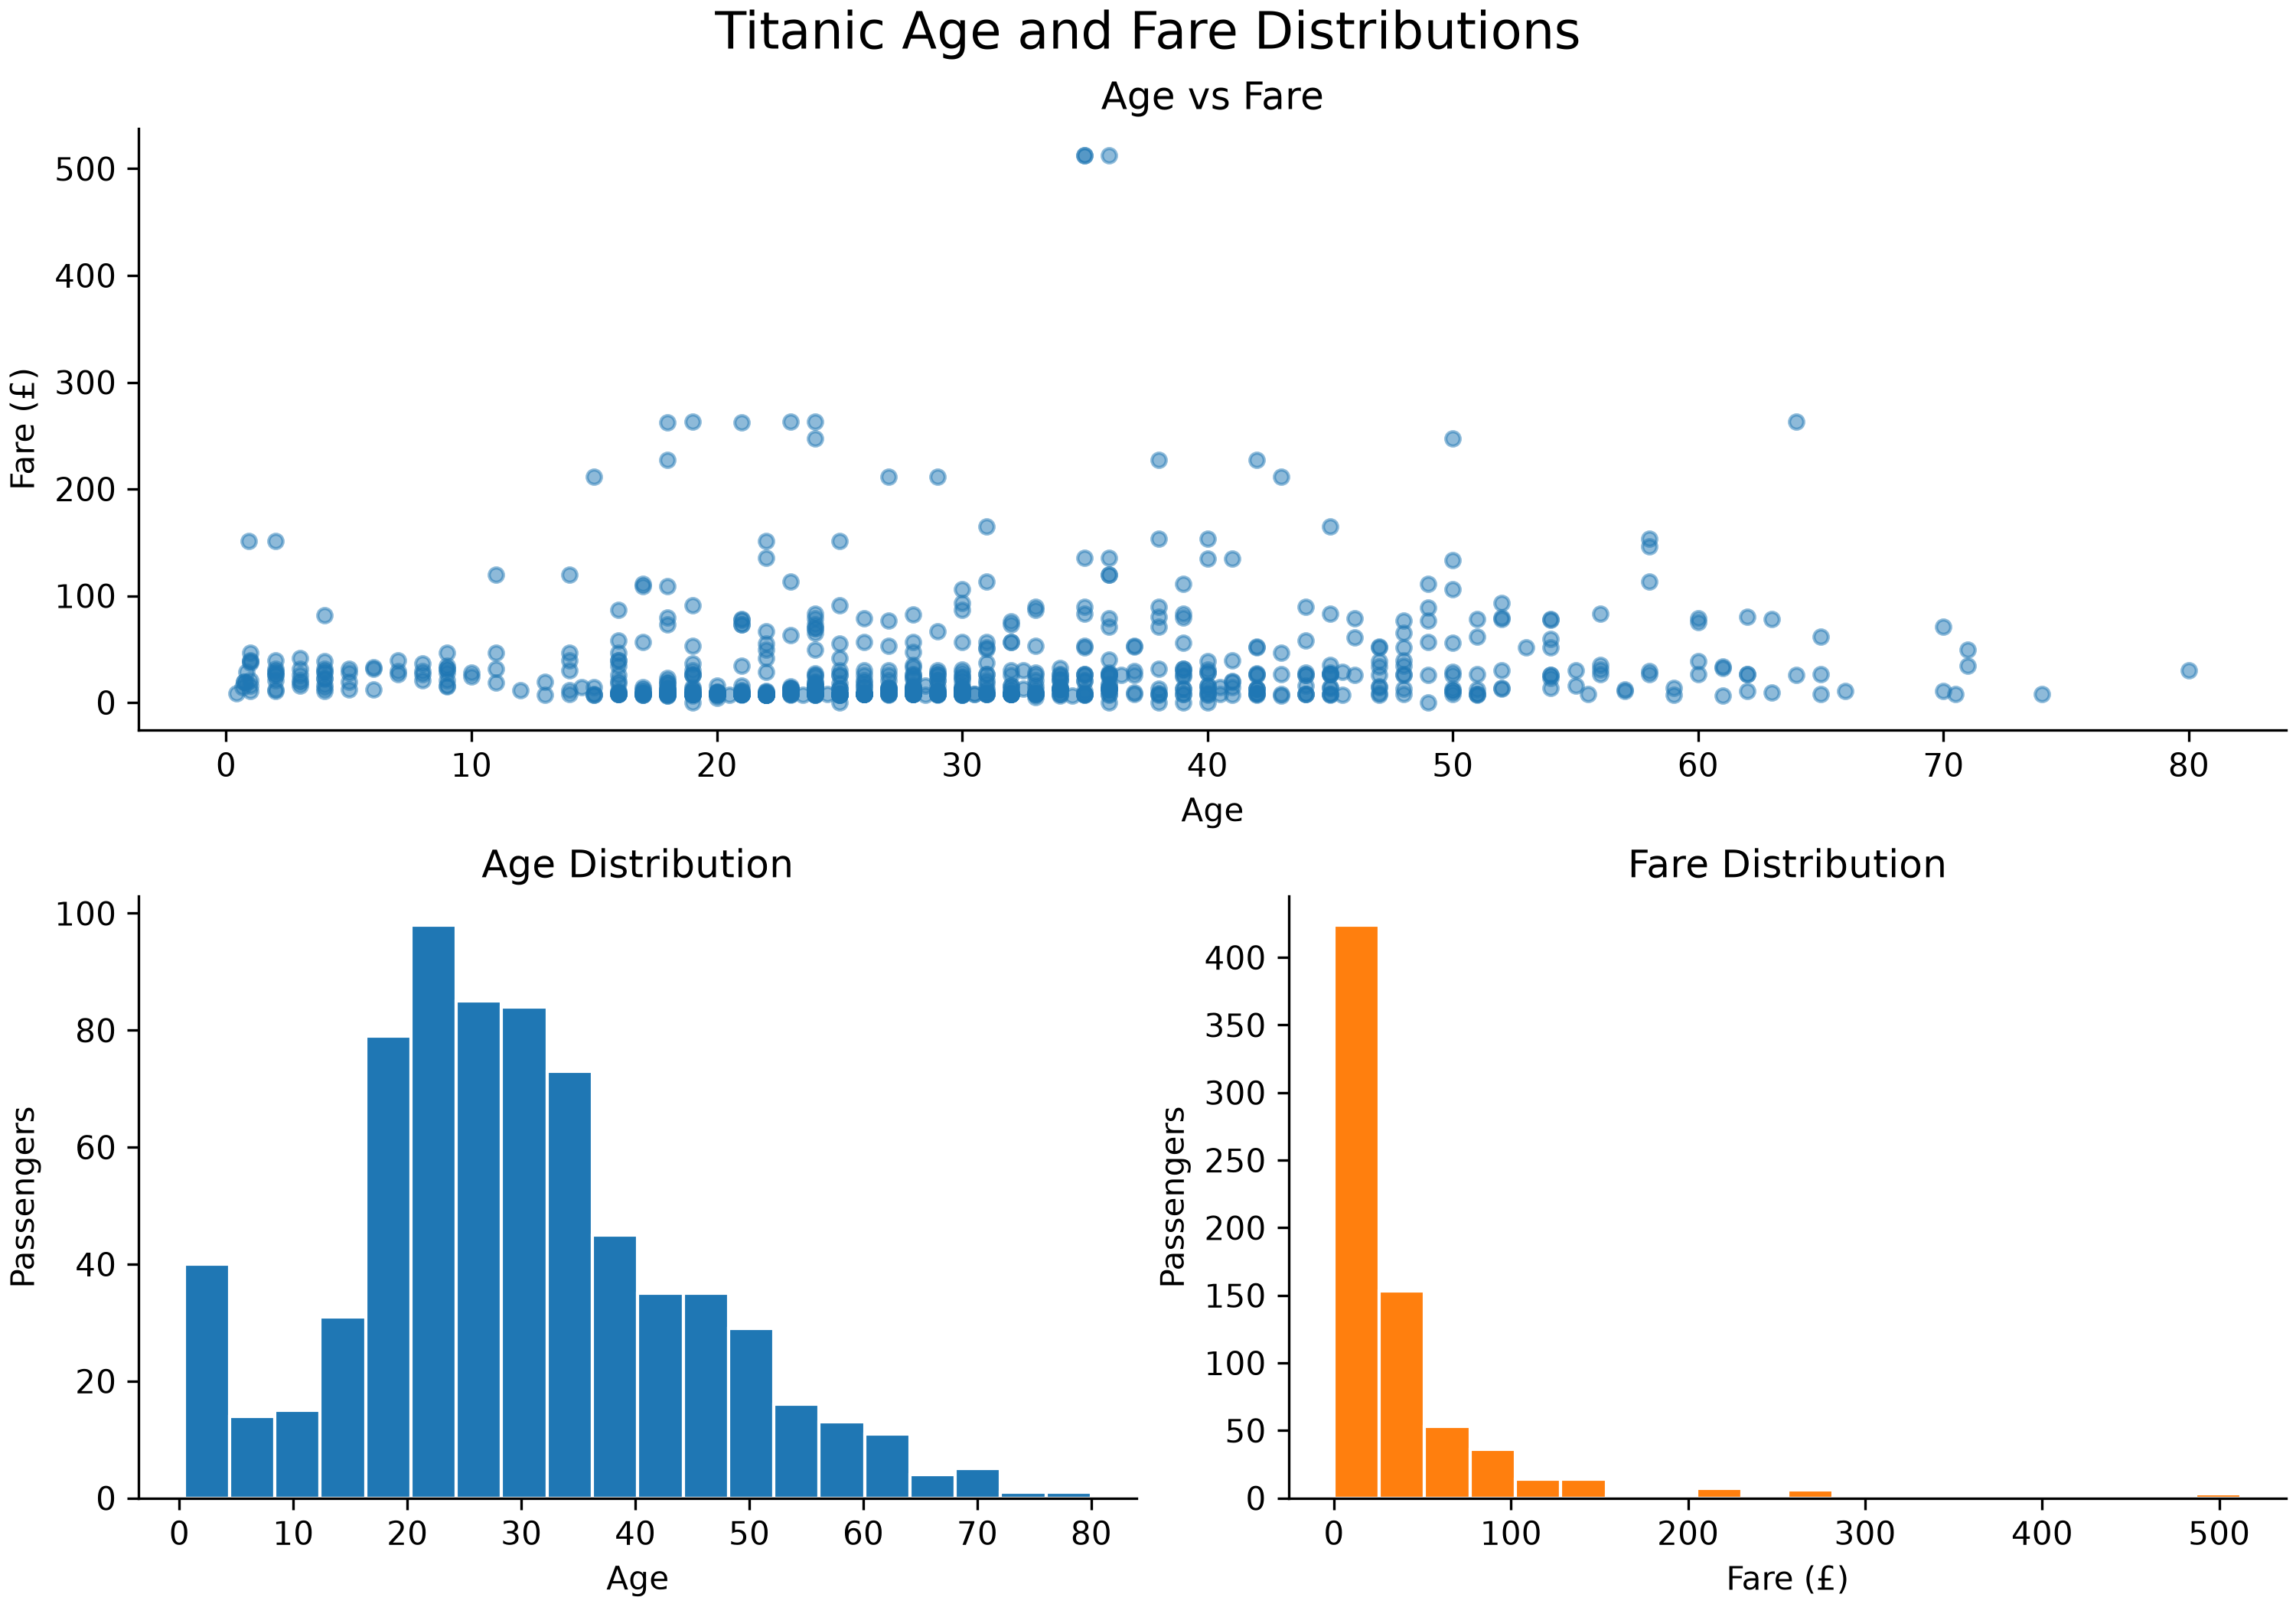 Titanic Age and Fare Distributions
Age vs Fare
500
400
300
200
100
0
Fare (£)
0 10 20 30 40 50 60 70 80
Age
Age Distribution
100
80
60
40
20
0
Passengers
0 10 20 30 40 50 60 70 80
Age
Fare Distribution
400
350
300
250
200
150
100
50
0
Passengers
0 100 200 300 400 500
Fare (£)